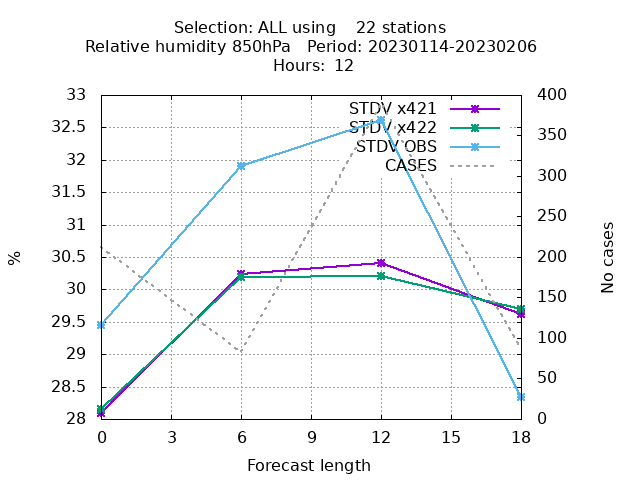 Selection: ALL using    22 stations
Relative humidity 850hPa   Period: 20230114-20230206
Hours:  12
STDV x421
STDV x422
STDV OBS
CASES
33
32.5
32
31.5
31
30.5
30
29.5
29
28.5
28
400
350
300
250
200
150
100
50
0
%
No cases
0 3 6 9 12 15 18
Forecast length